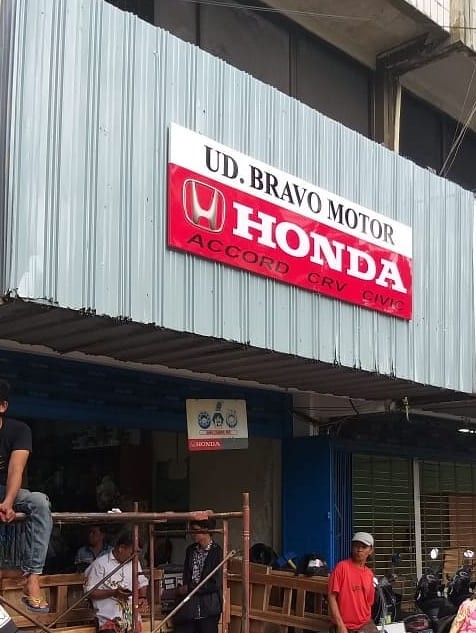 UD. BRAVO MOTOR
HONDA
ACCORD CRV CIVIC
HONDA